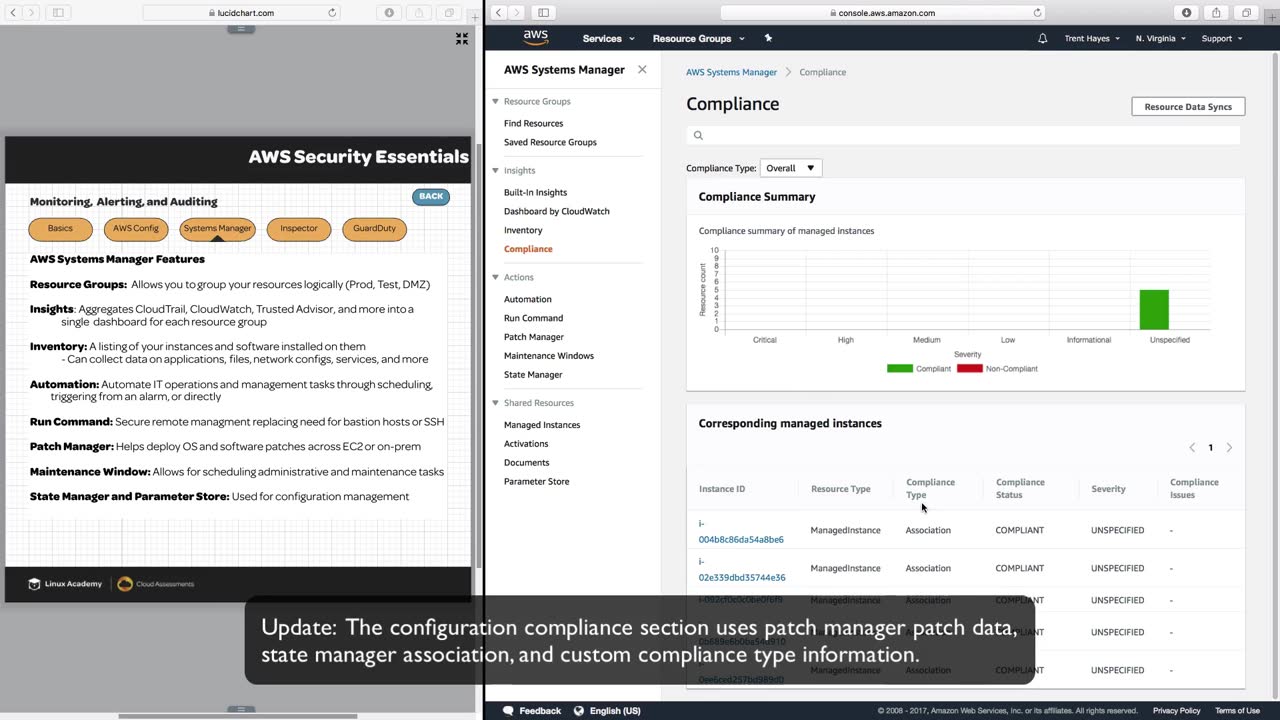 lucidchart.com
AWS Security Essentials
Monitoring, Alerting, and Auditing
BACK
Basics
AWS Config
Systems Manager
Inspector
GuardDuty
AWS Systems Manager Features
Resource Groups: Allows you to group your resources logically (Prod, Test, DMZ)
Insights: Aggregates CloudTrail, CloudWatch, Trusted Advisor, and more into a
single dashboard for each resource group
Inventory: A listing of your instances and software installed on them
- Can collect data on applications, files, network configs, services, and more
Automation: Automate IT operations and management tasks through scheduling,
triggering from an alarm, or directly
Run Command: Secure remote managment replacing need for bastion hosts or SSH
Patch Manager: Helps deploy OS and software patches across EC2 or on-prem
Maintenance Window: Allows for scheduling administrative and maintenance tasks
State Manager and Parameter Store: Used for configuration management
Linux Academy
Cloud Assessments
console.aws.amazon.com
aws
Services
Resource Groups
Trent Hayes
N. Virginia
Support
AWS Systems Manager
Resource Groups
Find Resources
Saved Resource Groups
Insights
Built-In Insights
Dashboard by CloudWatch
Inventory
Compliance
Actions
Automation
Run Command
Patch Manager
Maintenance Windows
State Manager
Shared Resources
Managed Instances
Activations
Documents
Parameter Store
AWS Systems Manager > Compliance
Compliance
Resource Data Syncs
Compliance Type: Overall
Compliance Summary
Compliance summary of managed instances
Resource count
10
9
8
7
6
5
4
3
2
1
0
Critical High Medium Low Informational Unspecified
Severity
Compliant Non-Compliant
Corresponding managed instances
1
Instance ID Resource Type Compliance Type Compliance Status Severity Compliance Issues
i-004b8c86da54a8be6 ManagedInstance Association COMPLIANT UNSPECIFIED -
i-02e339dbd35744e36 ManagedInstance Association COMPLIANT UNSPECIFIED -
ManagedInstance Association COMPLIANT UNSPECIFIED -
UNSPECIFIED -
UNSPECIFIED -
Update: The configuration compliance section uses patch manager patch data,
state manager association, and custom compliance type information.
Feedback
English (US)
© 2008 - 2017, Amazon Web Services, Inc. or its affiliates. All rights reserved.
Privacy Policy
Terms of Use